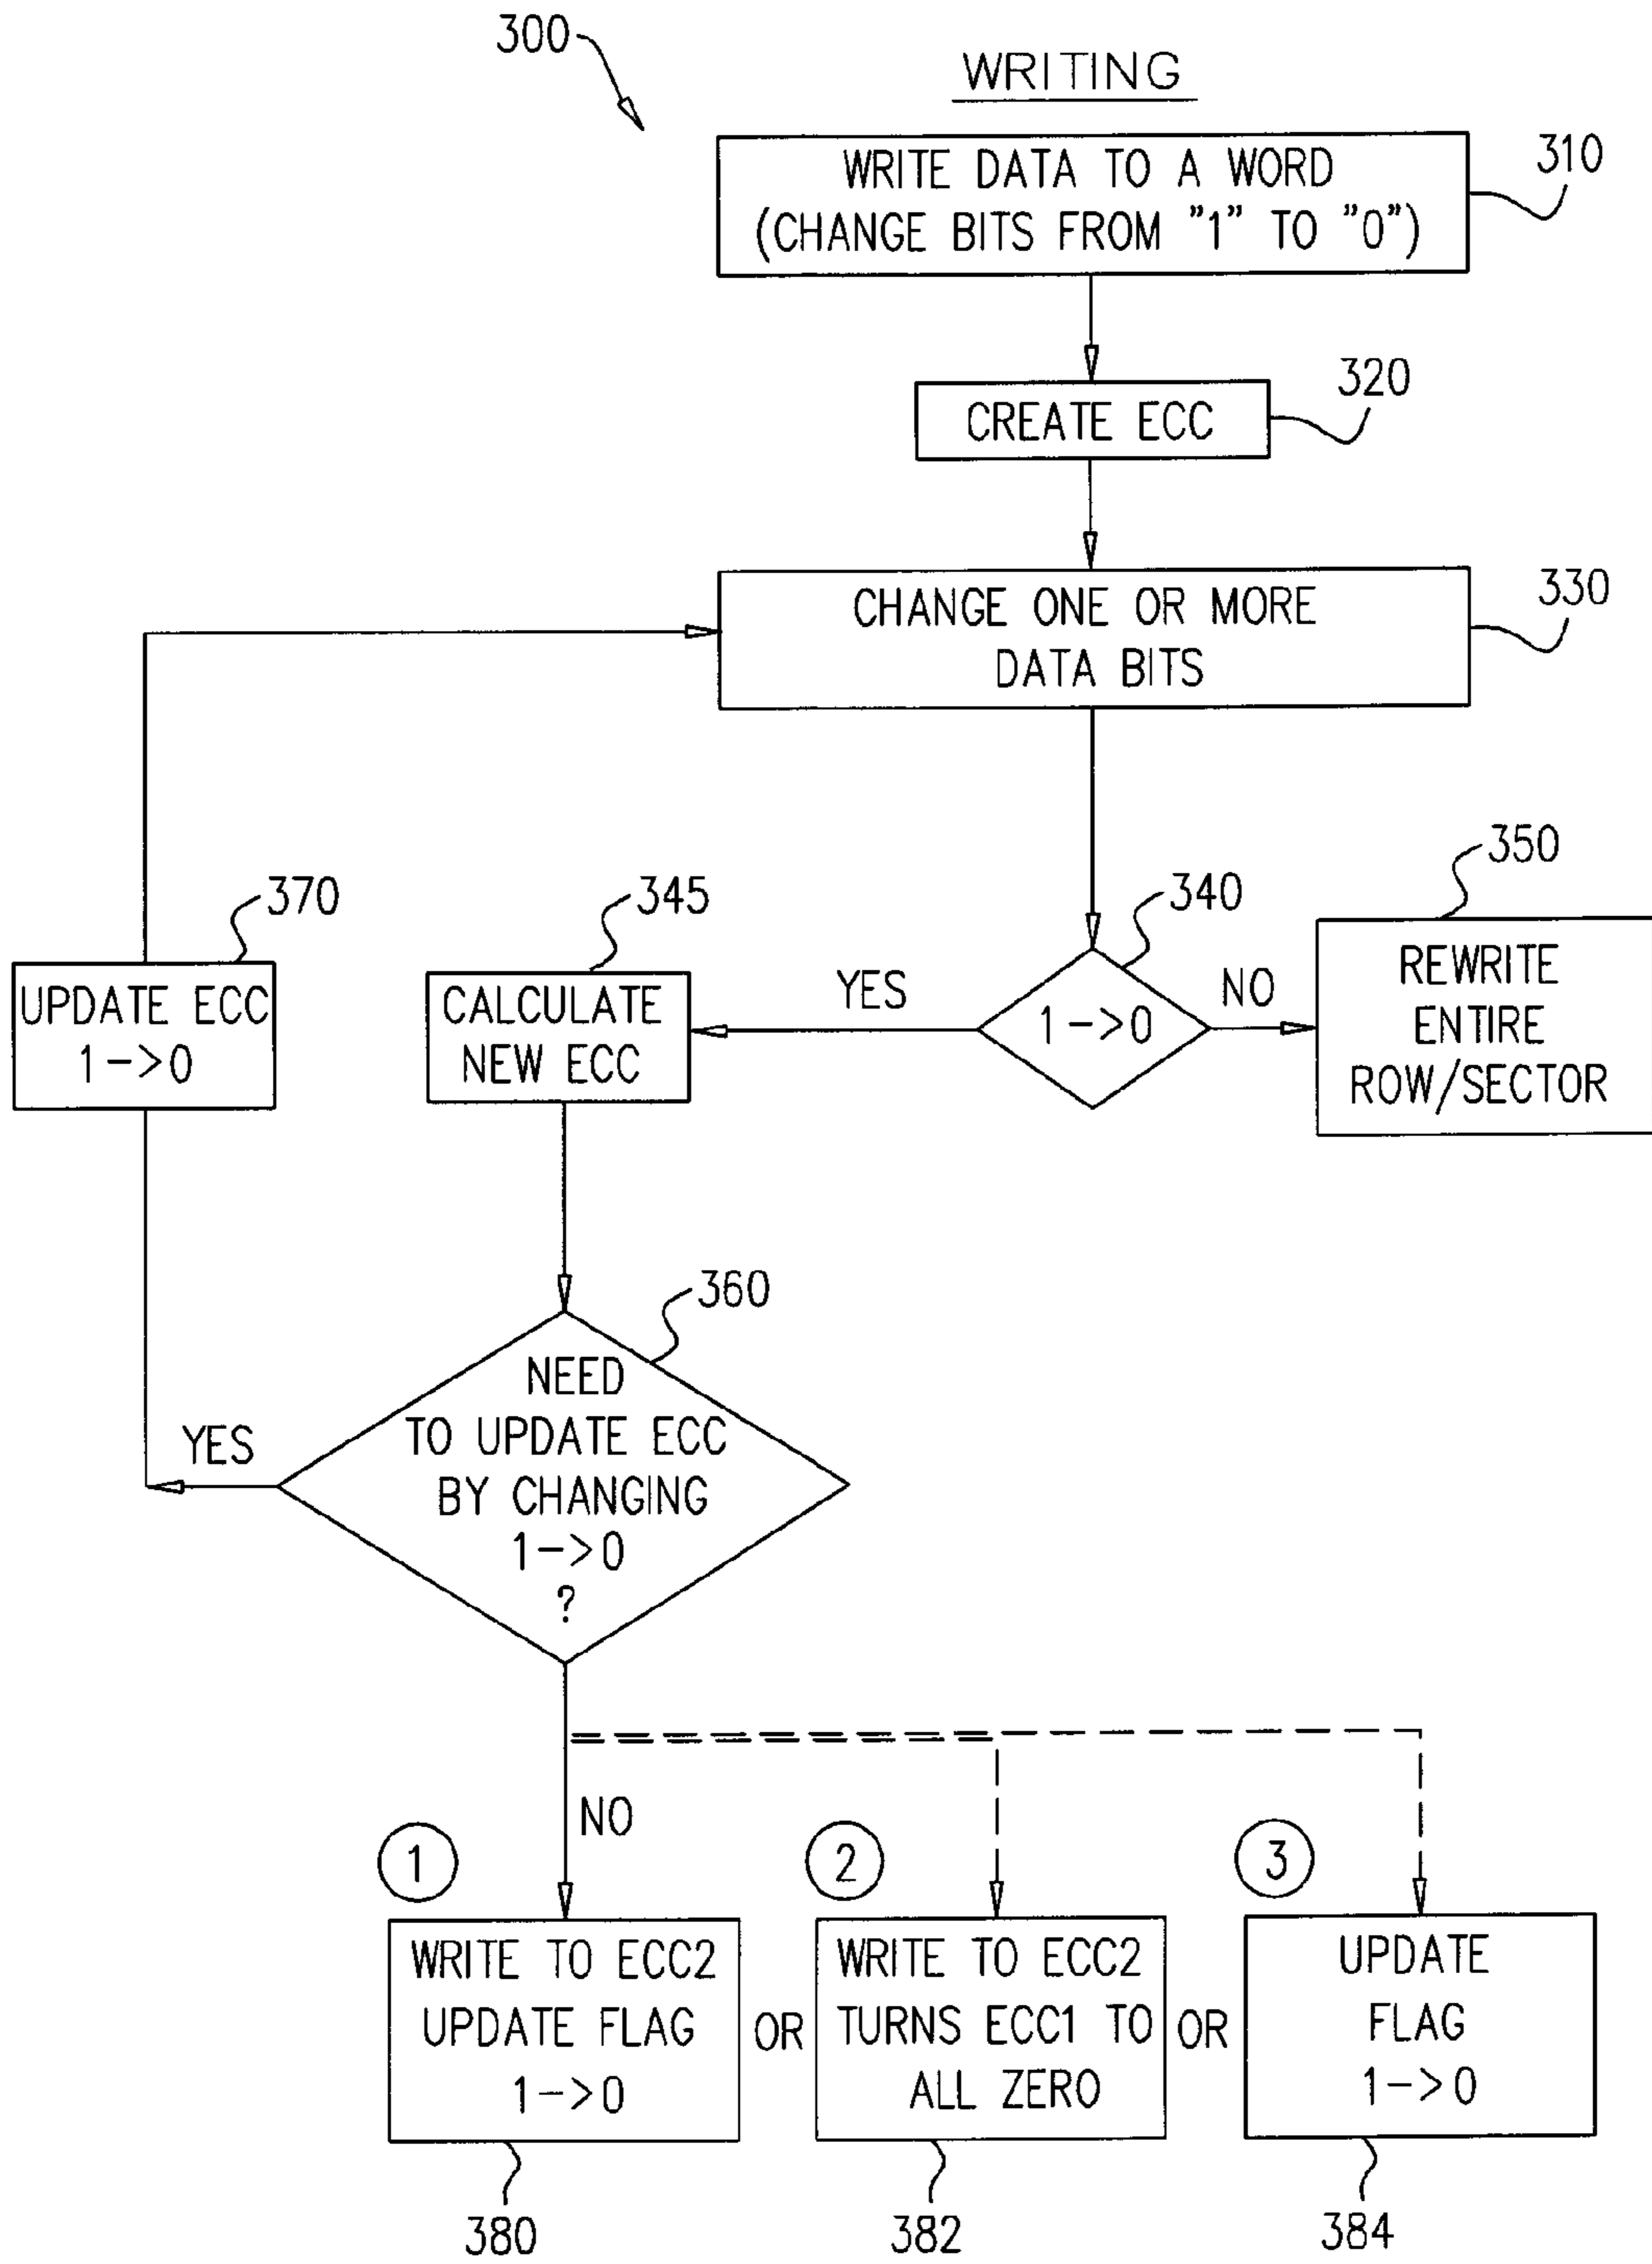 300
WRITING
WRITE DATA TO A WORD
(CHANGE BITS FROM "1" TO "0")
310
CREATE ECC
320
CHANGE ONE OR MORE
DATA BITS
330
340
1->0
YES
NO
350
REWRITE
ENTIRE
ROW/SECTOR
345
CALCULATE
NEW ECC
370
UPDATE ECC
1->0
360
NEED
TO UPDATE ECC
BY CHANGING
1->0
?
YES
NO
1
WRITE TO ECC2
UPDATE FLAG
1->0
380
OR
2
WRITE TO ECC2
TURNS ECC1 TO
ALL ZERO
382
OR
3
UPDATE
FLAG
1->0
384